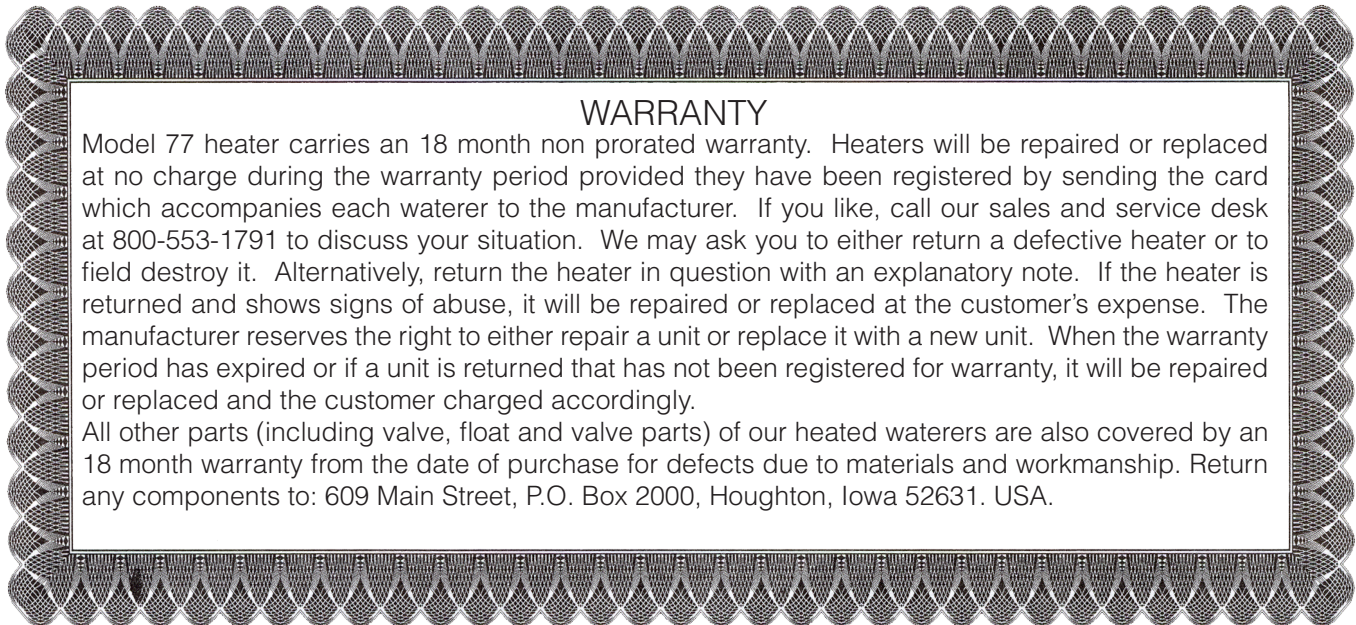 WARRANTY
Model 77 heater carries an 18 month non prorated warranty.  Heaters will be repaired or replaced
at no charge during the warranty period provided they have been registered by sending the card
which accompanies each waterer to the manufacturer.  If you like, call our sales and service desk
at 800-553-1791 to discuss your situation.  We may ask you to either return a defective heater or to
field destroy it.  Alternatively, return the heater in question with an explanatory note.  If the heater is
returned and shows signs of abuse, it will be repaired or replaced at the customer’s expense.  The
manufacturer reserves the right to either repair a unit or replace it with a new unit.  When the warranty
period has expired or if a unit is returned that has not been registered for warranty, it will be repaired
or replaced and the customer charged accordingly.
All other parts (including valve, float and valve parts) of our heated waterers are also covered by an
18 month warranty from the date of purchase for defects due to materials and workmanship. Return
any components to: 609 Main Street, P.O. Box 2000, Houghton, Iowa 52631. USA.